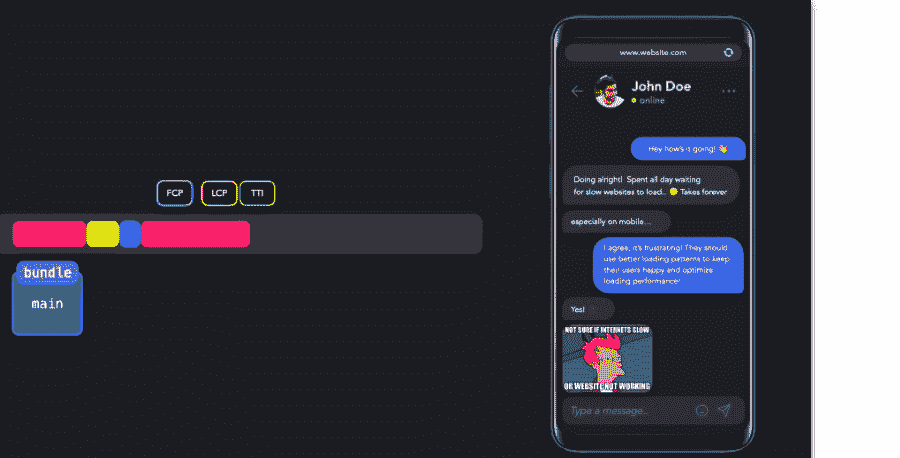 FCP LCP TTI
bundle
main
www.website.com
John Doe
online
Hey how's is going! 👋
Doing alright! Spent all day waiting
for slow websites to load.. Takes forever
especially on mobile....
I agree, it's frustrating! They should
use better loading patterns to keep
their users happy and optimize
loading performance!
Yes!
NOT SURE IF INTERNETS SLOW
OR WEBSITE NOT WORKING
Type a message...